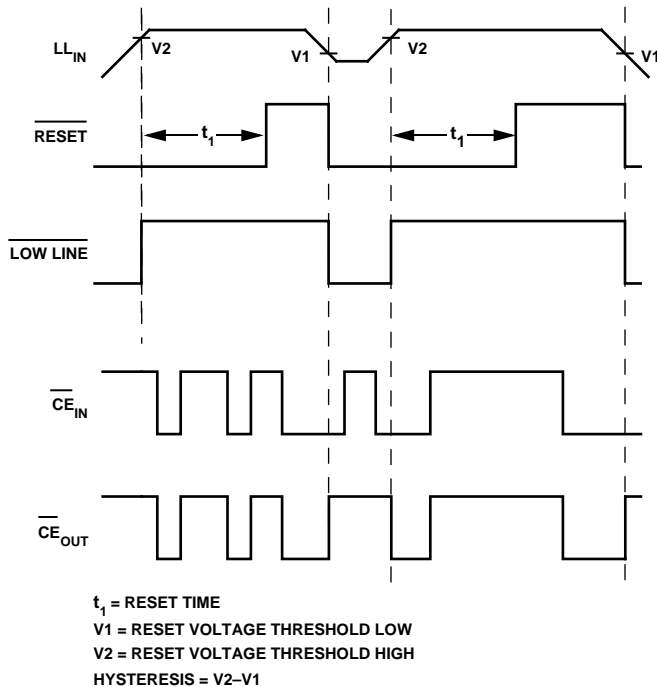 LL_IN
V2
V1
V2
V1
RESET
t_1
t_1
LOW LINE
CE_IN
CE_OUT
t_1 = RESET TIME
V1 = RESET VOLTAGE THRESHOLD LOW
V2 = RESET VOLTAGE THRESHOLD HIGH
HYSTERESIS = V2–V1